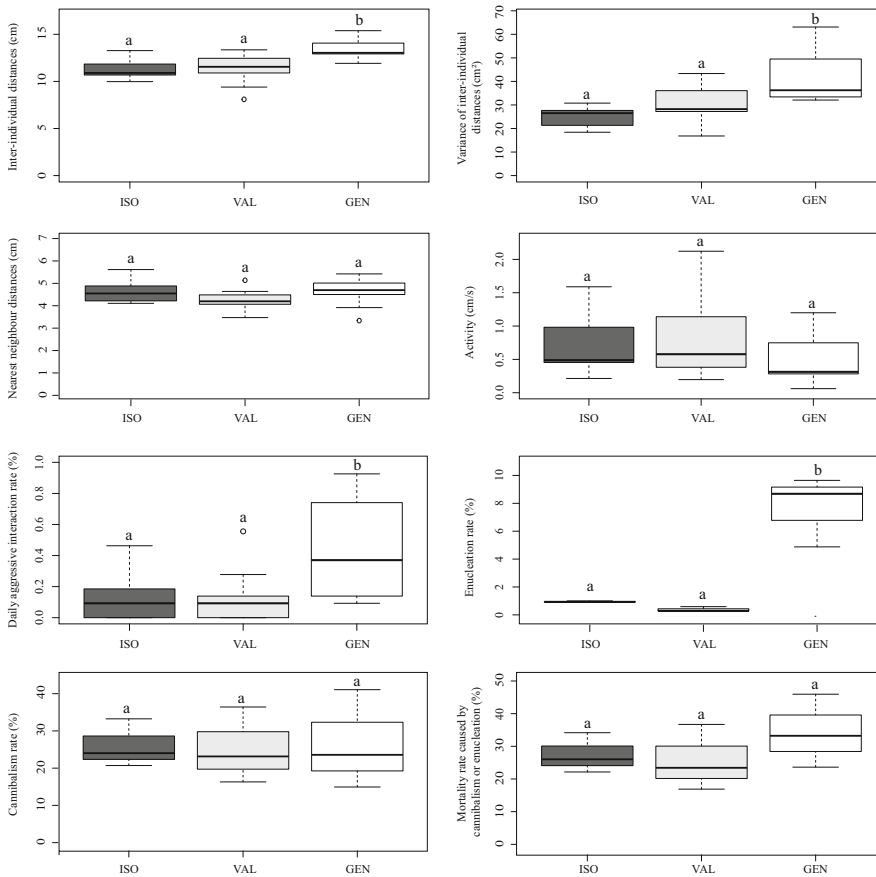 Inter-individual distances (cm)
15
10
5
0
a
a
b
ISO
VAL
GEN
Variance of inter-individual
distances (cm²)
70
60
50
40
30
20
10
0
a
a
b
ISO
VAL
GEN
Nearest neighbour distances (cm)
7
6
5
4
3
2
1
0
a
a
a
ISO
VAL
GEN
Activity (cm/s)
2.0
1.5
1.0
0.5
0.0
a
a
a
ISO
VAL
GEN
Daily aggressive interaction rate (%)
1.0
0.8
0.6
0.4
0.2
0.0
a
a
b
ISO
VAL
GEN
Enucleation rate (%)
10
8
6
4
2
0
a
a
b
ISO
VAL
GEN
Cannibalism rate (%)
40
30
20
10
0
a
a
a
ISO
VAL
GEN
Mortality rate caused by
cannibalism or enucleation (%)
50
40
30
20
10
0
a
a
a
ISO
VAL
GEN